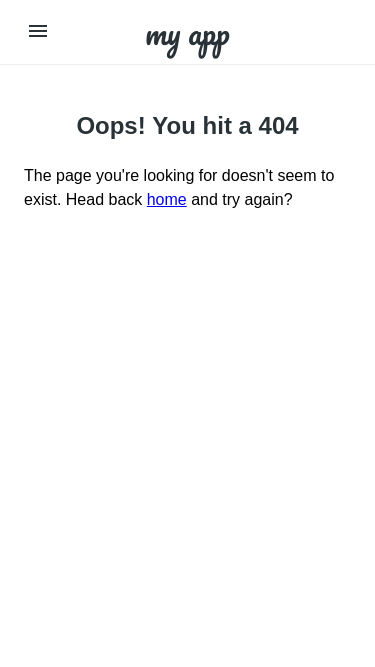 my app
Oops! You hit a 404
The page you're looking for doesn't seem to
exist. Head back home and try again?